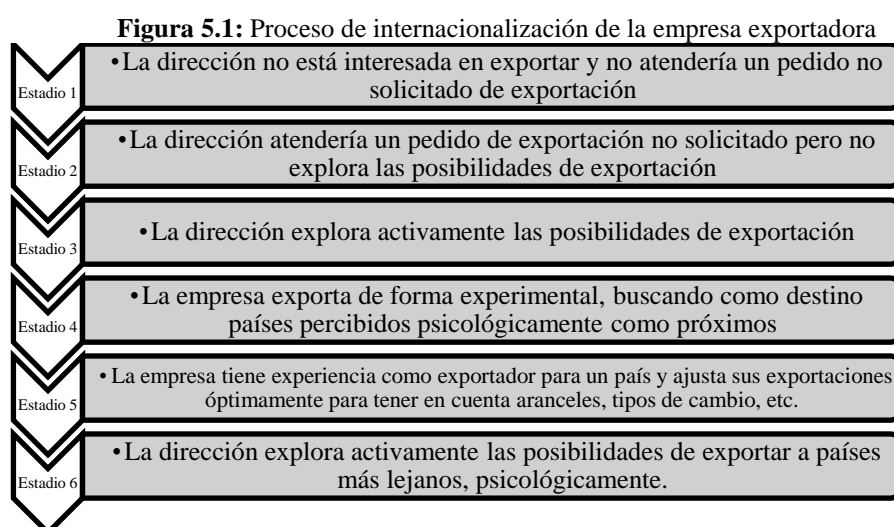 Figura 5.1: Proceso de internacionalización de la empresa exportadora
Estadio 1
•La dirección no está interesada en exportar y no atendería un pedido no
solicitado de exportación
Estadio 2
•La dirección atendería un pedido de exportación no solicitado pero no
explora las posibilidades de exportación
Estadio 3
•La dirección explora activamente las posibilidades de exportación
Estadio 4
•La empresa exporta de forma experimental, buscando como destino
países percibidos psicológicamente como próximos
Estadio 5
•La empresa tiene experiencia como exportador para un país y ajusta sus exportaciones
óptimamente para tener en cuenta aranceles, tipos de cambio, etc.
Estadio 6
•La dirección explora activamente las posibilidades de exportar a países
más lejanos, psicológicamente.